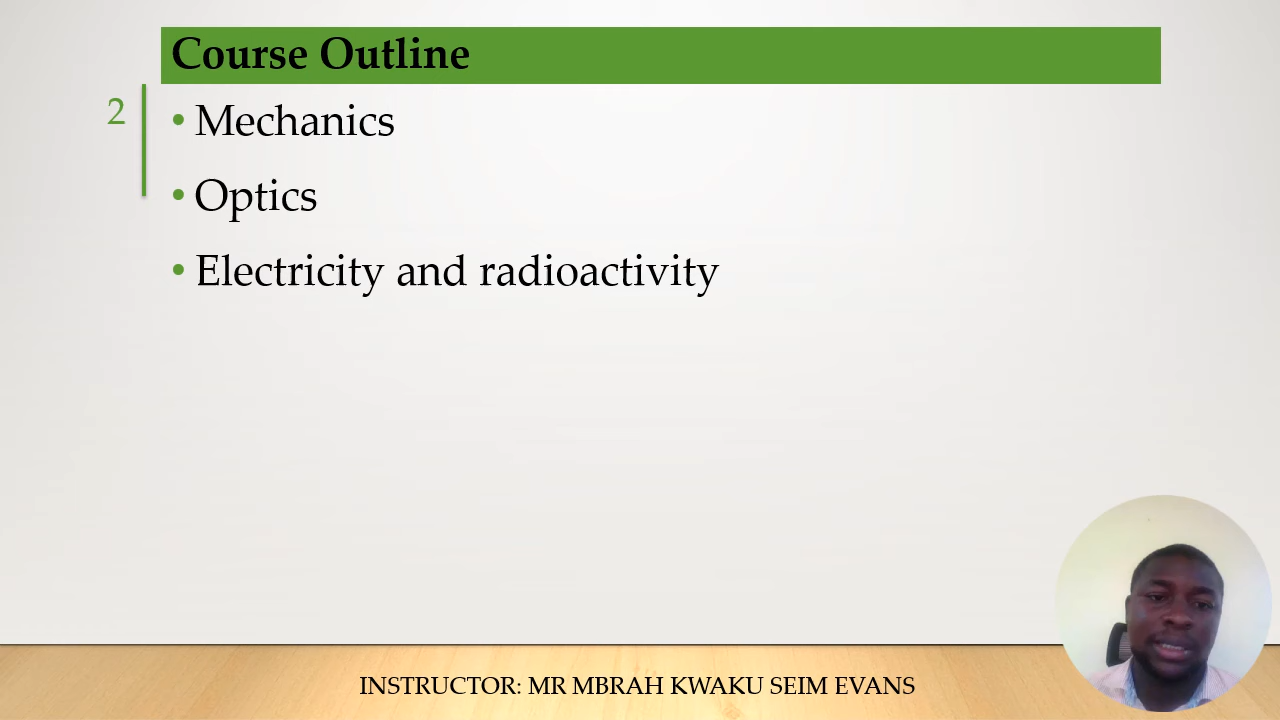 Course Outline
2
• Mechanics
• Optics
• Electricity and radioactivity
INSTRUCTOR: MR MBRAH KWAKU SEIM EVANS